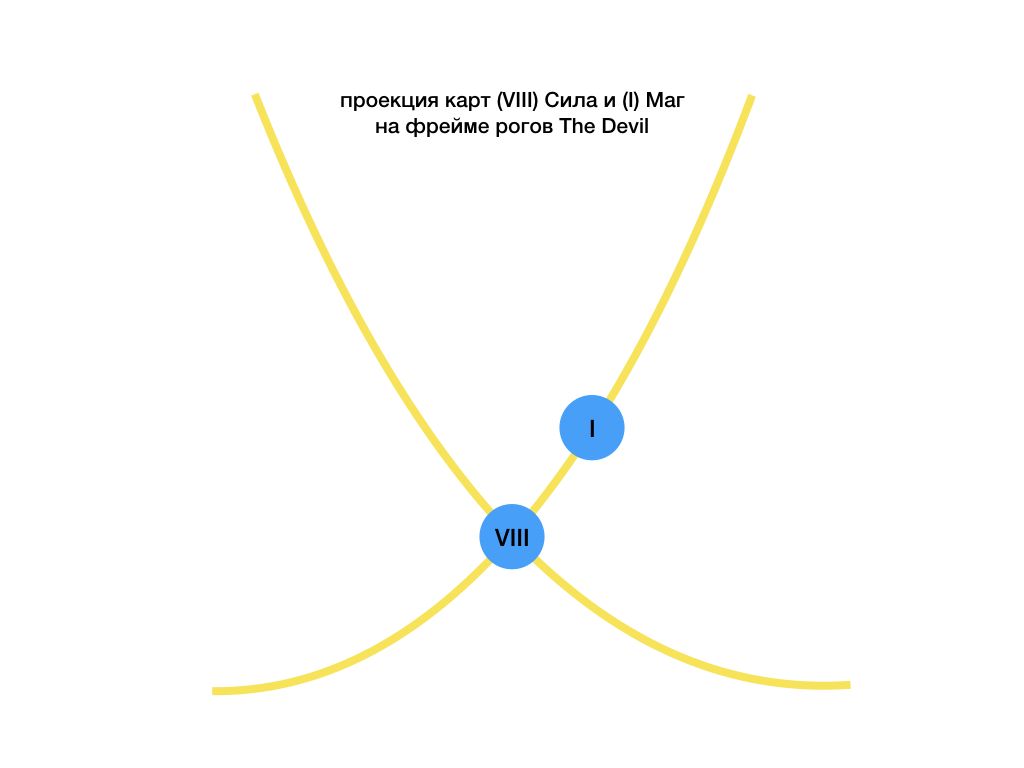 проекция карт (VIII) Сила и (I) Маг
на фрейме рогов The Devil
I
VIII